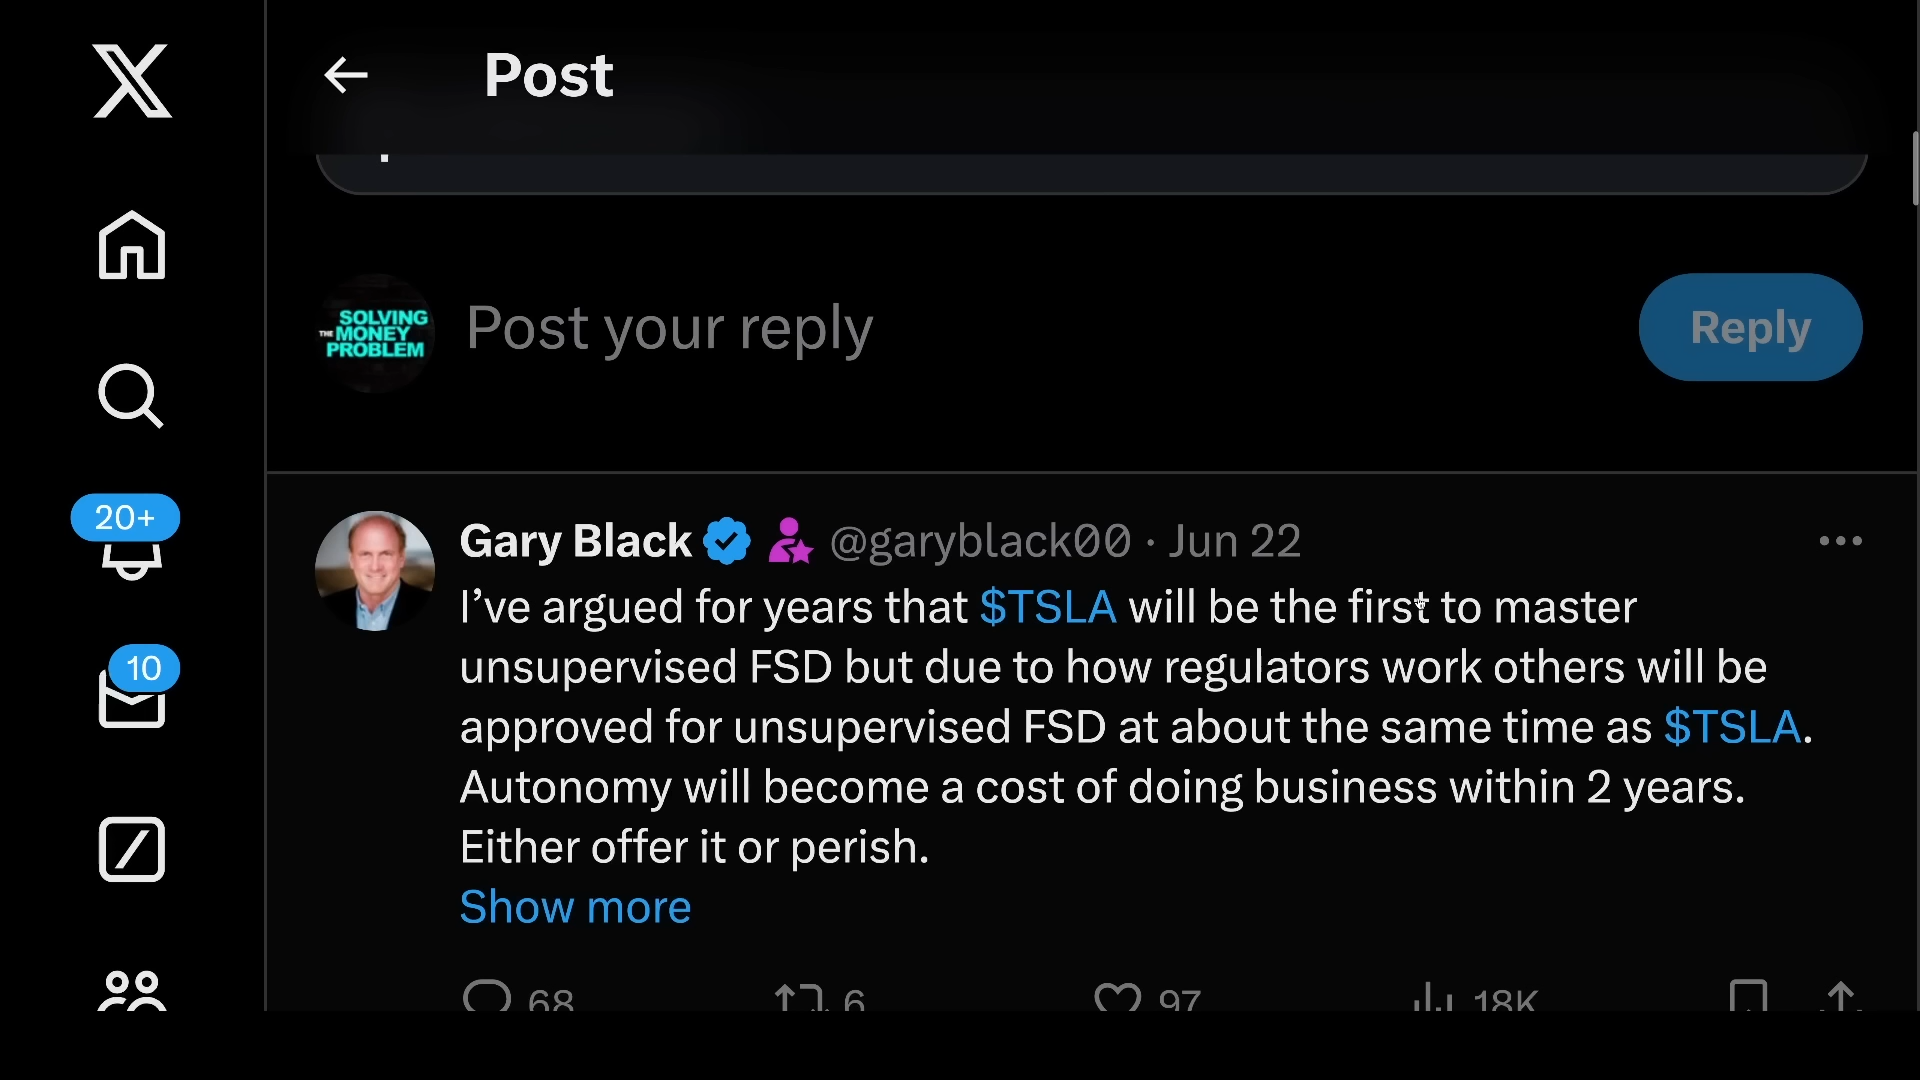 Post
SOLVING
THE MONEY
PROBLEM
Post your reply
Reply
20+
Gary Black @garyblack00 · Jun 22
I’ve argued for years that $TSLA will be the first to master
unsupervised FSD but due to how regulators work others will be
approved for unsupervised FSD at about the same time as $TSLA.
Autonomy will become a cost of doing business within 2 years.
Either offer it or perish.
10
Show more
68 6 97 18K